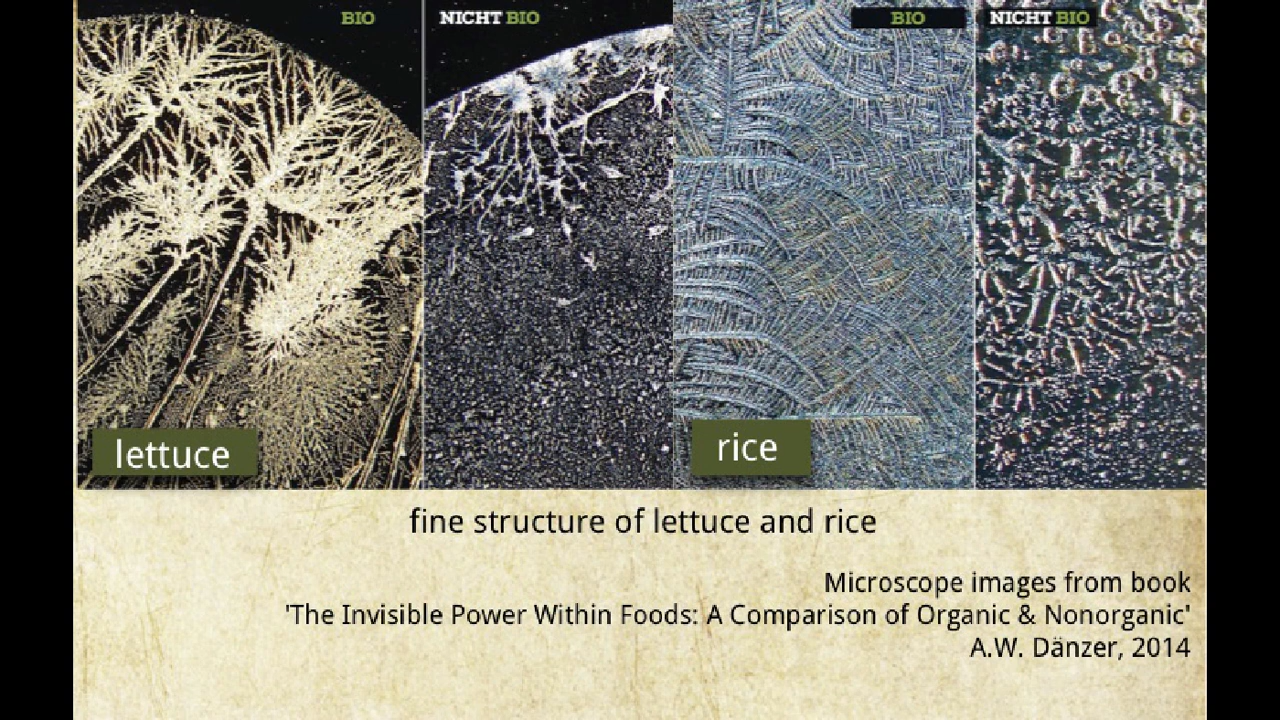 BIO
NICHT BIO
BIO
NICHT BIO
lettuce
rice
fine structure of lettuce and rice
Microscope images from book
'The Invisible Power Within Foods: A Comparison of Organic & Nonorganic'
A.W. Dänzer, 2014